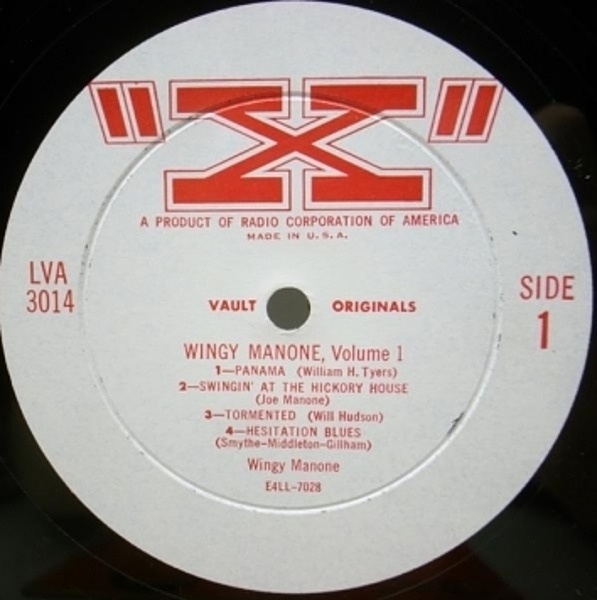 "X"
A PRODUCT OF RADIO CORPORATION OF AMERICA
MADE IN U.S.A.
LVA
3014
SIDE
1
VAULT ORIGINALS
WINGY MANONE, Volume 1
1—PANAMA (William H. Tyers)
2—SWINGIN' AT THE HICKORY HOUSE
(Joe Manone)
3—TORMENTED (Will Hudson)
4—HESITATION BLUES
(Smythe-Middleton-Gillham)
Wingy Manone
E4LL-7028